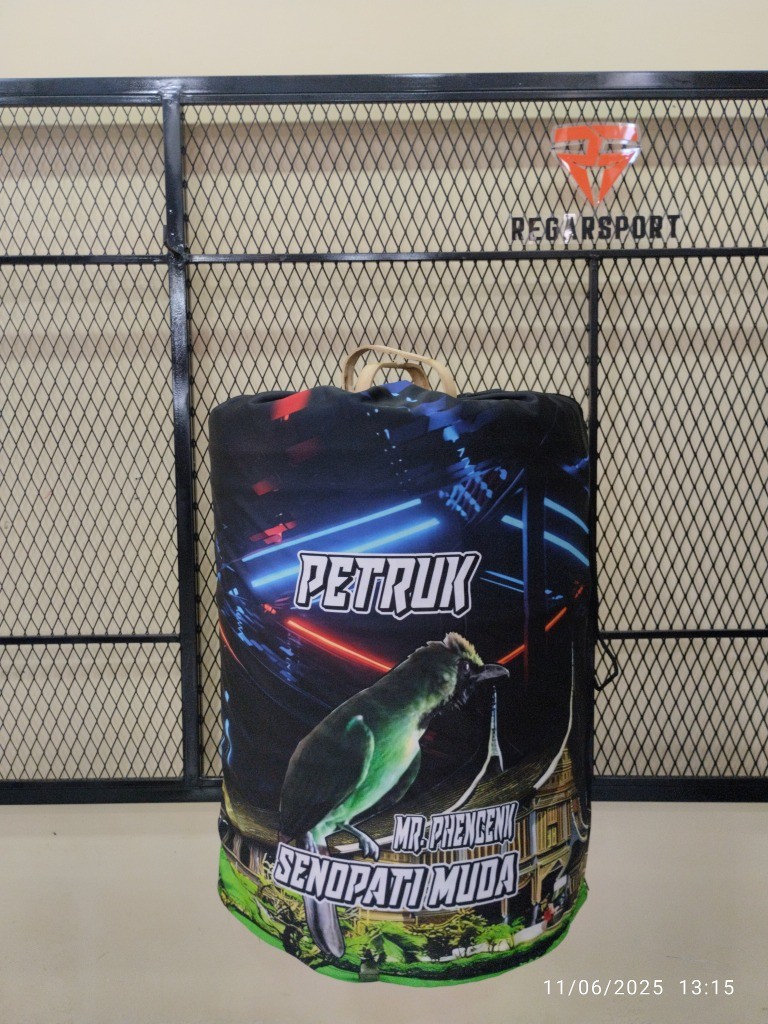 REGARSPORT
PETRUK
MR. PHENCENK
SENOPATI MUDA
11/06/2025 13:15